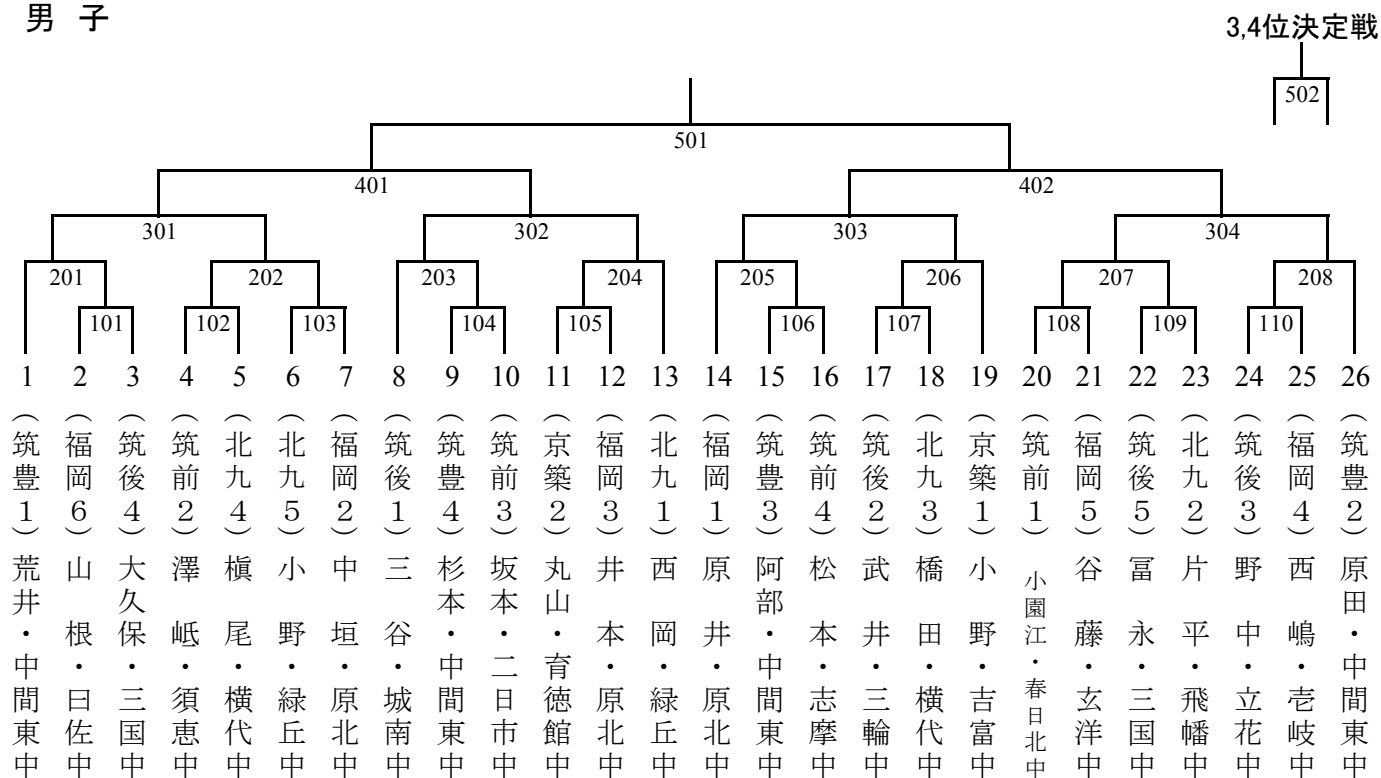 男 子
3,4位決定戦
502
501
401
402
301
302
303
304
201
202
203
204
205
206
207
208
101
102
103
104
105
106
107
108
109
110
1
2
3
4
5
6
7
8
9
10
11
12
13
14
15
16
17
18
19
20
21
22
23
24
25
26
（筑豊１）荒井・中間東中
（福岡６）山根・曰佐中
（筑後４）大久保・三国中
（筑前２）澤岻・須恵中
（北九４）槇尾・横代中
（北九５）小野・緑丘中
（福岡２）中垣・原北中
（筑後１）三谷・城南中
（筑豊４）杉本・中間東中
（筑前３）坂本・二日市中
（京築２）丸山・育徳館中
（福岡３）井本・原北中
（北九１）西岡・緑丘中
（福岡１）原井・原北中
（筑豊３）阿部・中間東中
（筑前４）松本・志摩中
（筑後２）武井・三輪中
（北九３）橋田・横代中
（京築１）小野・吉富中
（筑前１）小園江・春日北中
（福岡５）谷藤・玄洋中
（筑後５）冨永・三国中
（北九２）片平・飛幡中
（筑後３）野中・立花中
（福岡４）西嶋・壱岐中
（筑豊２）原田・中間東中